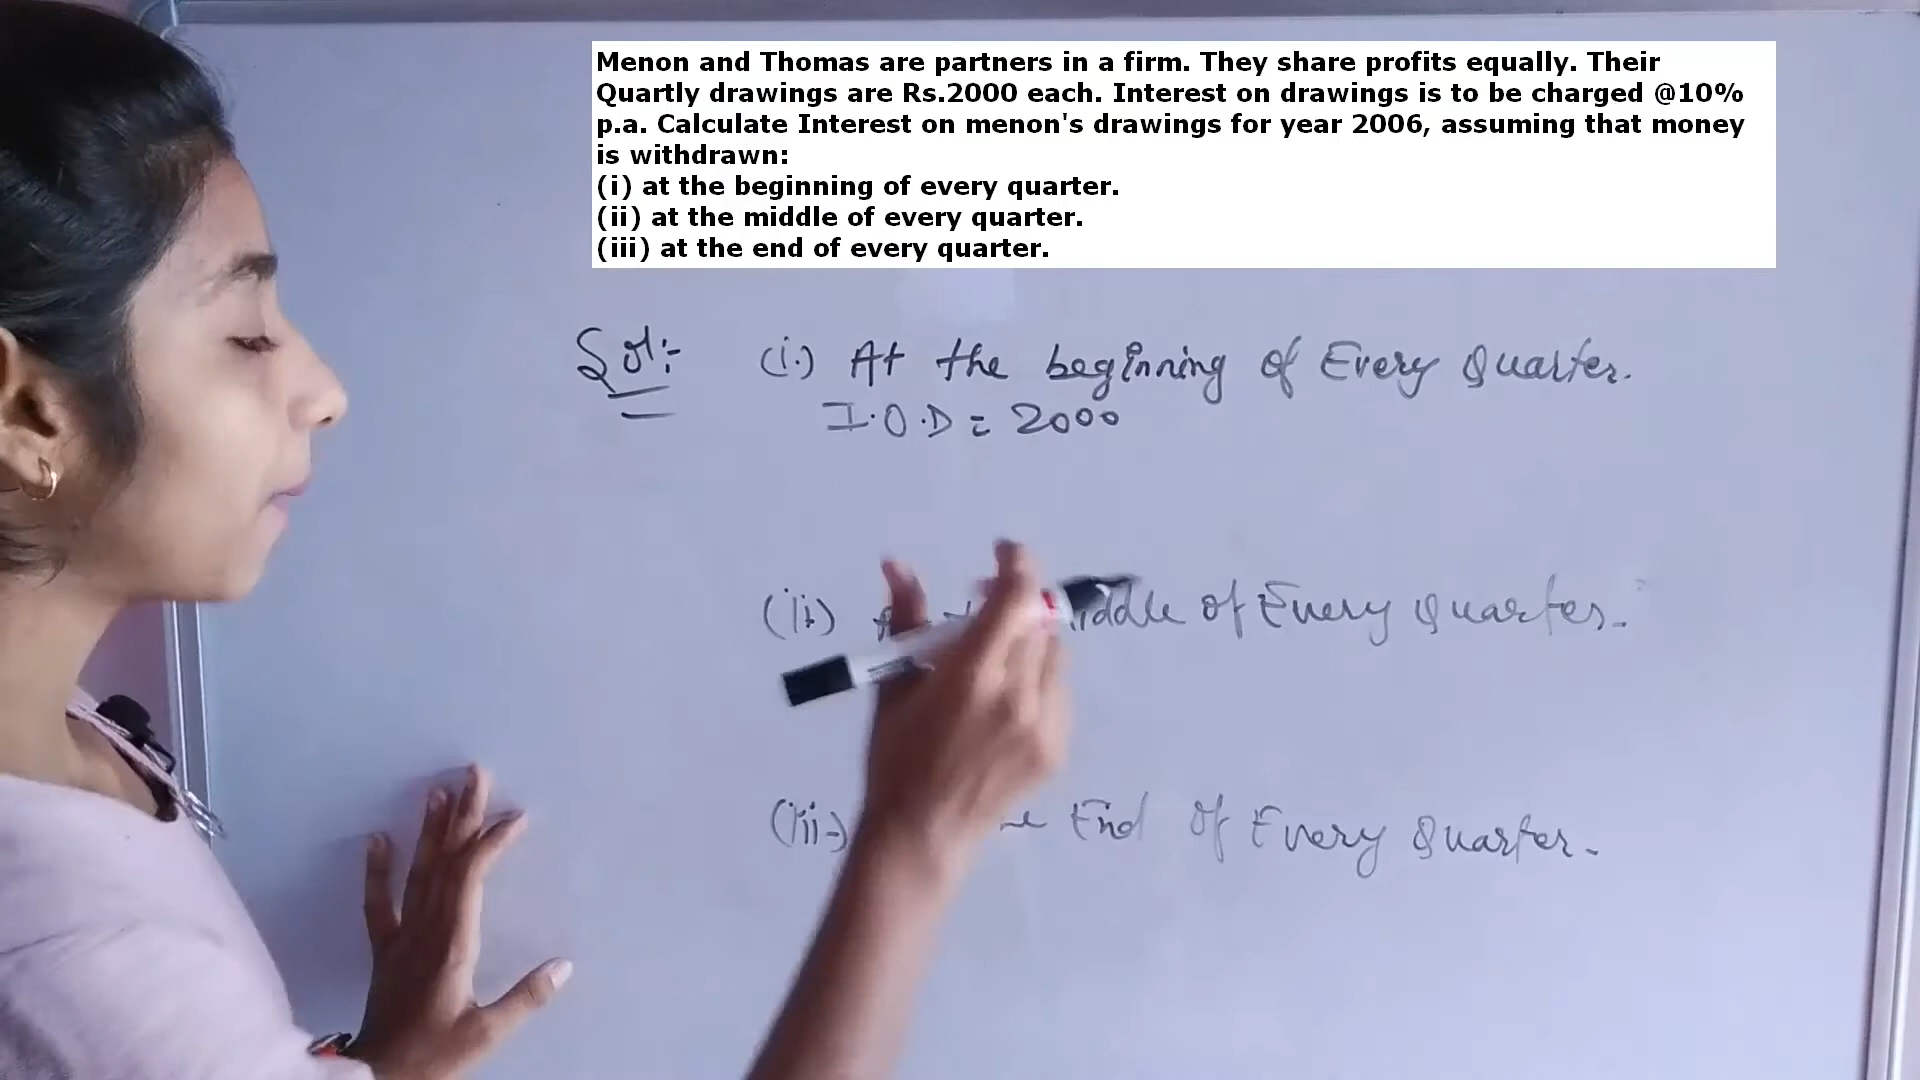 Menon and Thomas are partners in a firm. They share profits equally. Their
Quartly drawings are Rs.2000 each. Interest on drawings is to be charged @10%
p.a. Calculate Interest on menon's drawings for year 2006, assuming that money
is withdrawn:
(i) at the beginning of every quarter.
(ii) at the middle of every quarter.
(iii) at the end of every quarter.
Sol:- (i.) At the beginning of Every Quarter.
I.O.D = 2000
(ii) of Every Quarter.
(iii.) End of Every Quarter.